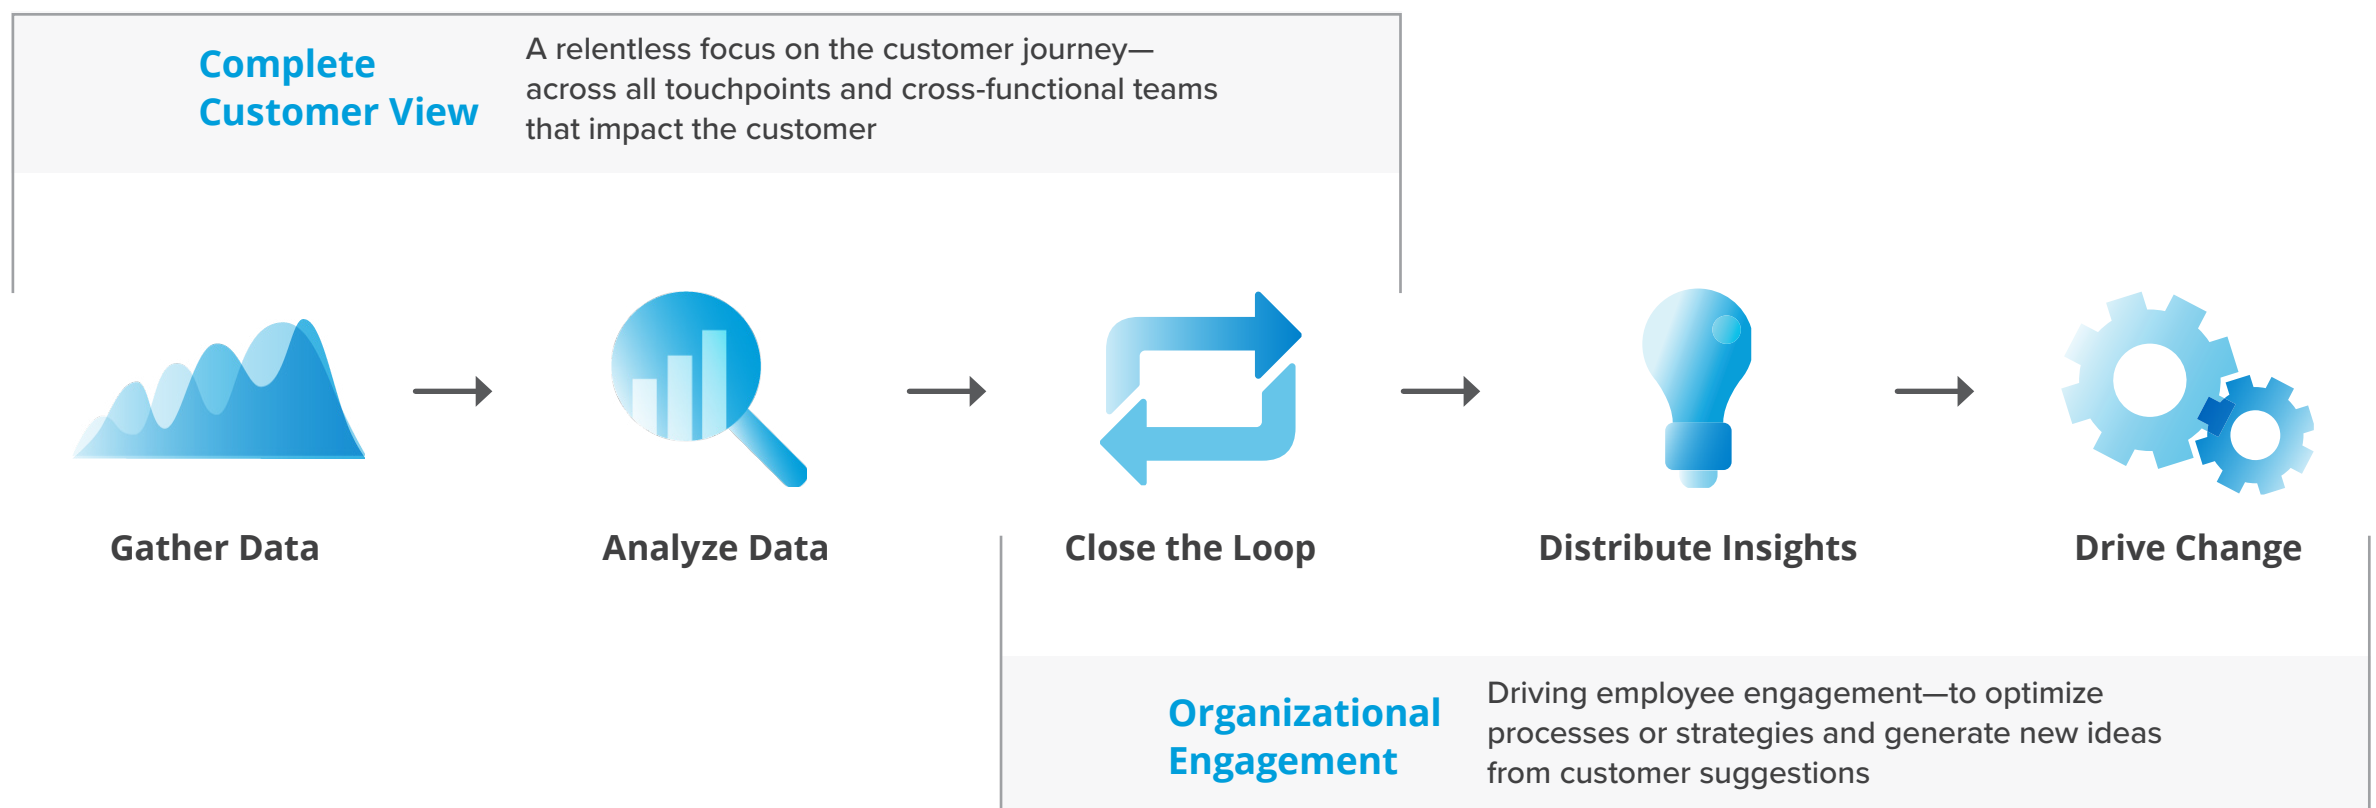 Complete
Customer View
A relentless focus on the customer journey—
across all touchpoints and cross-functional teams
that impact the customer
Gather Data
Analyze Data
Close the Loop
Distribute Insights
Drive Change
Organizational
Engagement
Driving employee engagement—to optimize
processes or strategies and generate new ideas
from customer suggestions